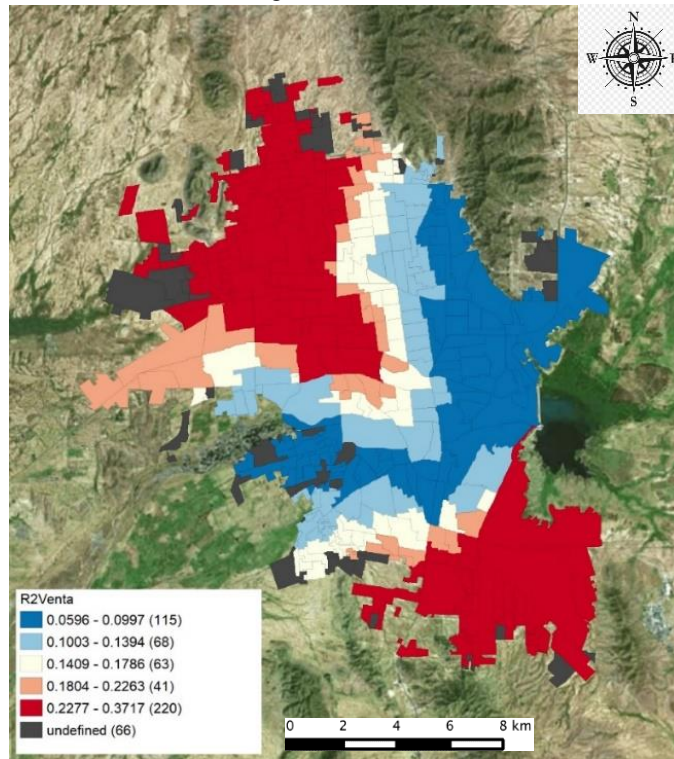 N
W E
S
R2Venta
0.0596 - 0.0997 (115)
0.1003 - 0.1394 (68)
0.1409 - 0.1786 (63)
0.1804 - 0.2263 (41)
0.2277 - 0.3717 (220)
undefined (66)
0 2 4 6 8 km